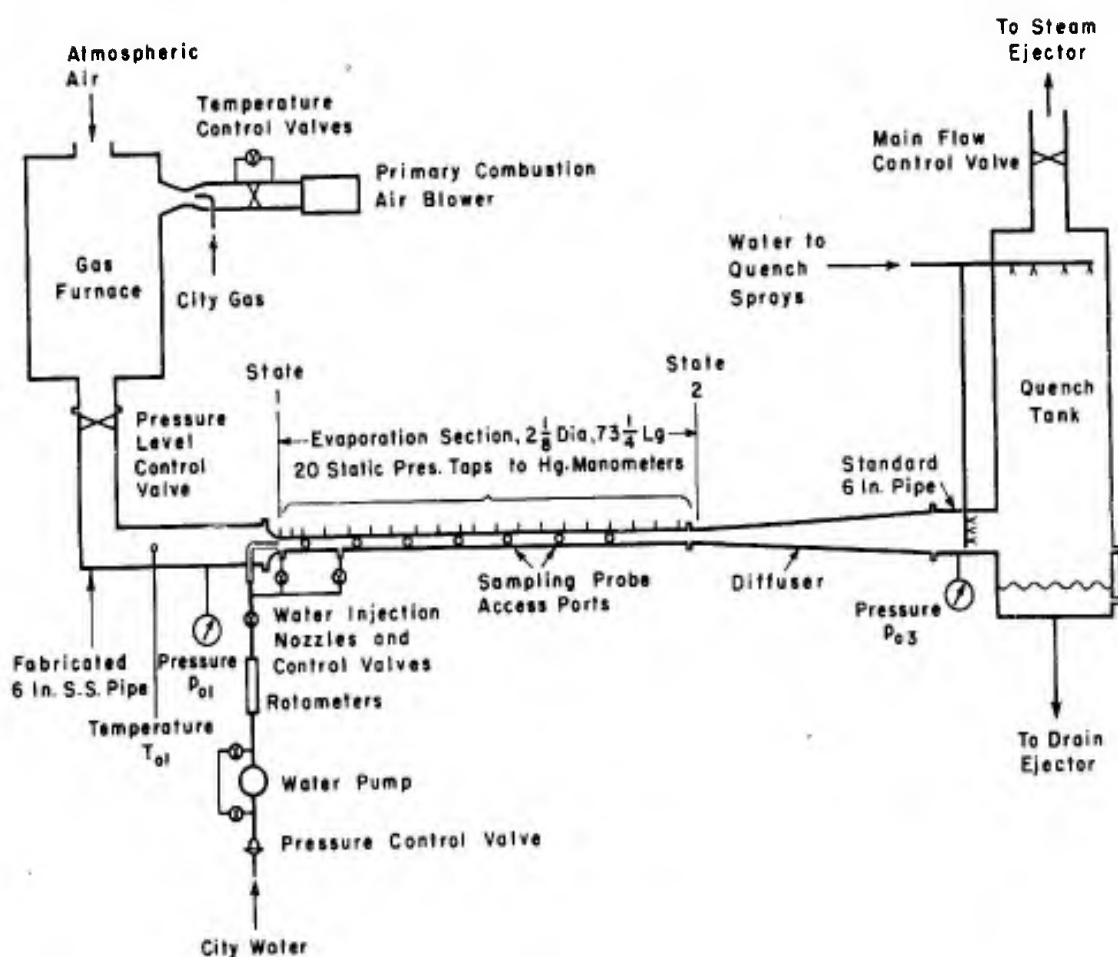 To Steam
Ejector
Atmospheric
Air
Temperature
Control Valves
Main Flow
Control Valve
Primary Combustion
Air Blower
Water to
Quench
Sprays
Gas
Furnace
City Gas
State
1
State
2
Quench
Tank
Pressure
Level
Control
Valve
Evaporation Section, 2 1/8 Dia, 73 1/4 Lg
20 Static Pres. Taps to Hg. Manometers
Standard
6 In. Pipe
Sampling Probe
Access Ports
Diffuser
Pressure
Po3
Water Injection
Nozzles and
Control Valves
Fabricated
6 In. S.S. Pipe
Pressure
Po1
Rotameters
Temperature
To1
To Drain
Ejector
Water Pump
Pressure Control Valve
City Water